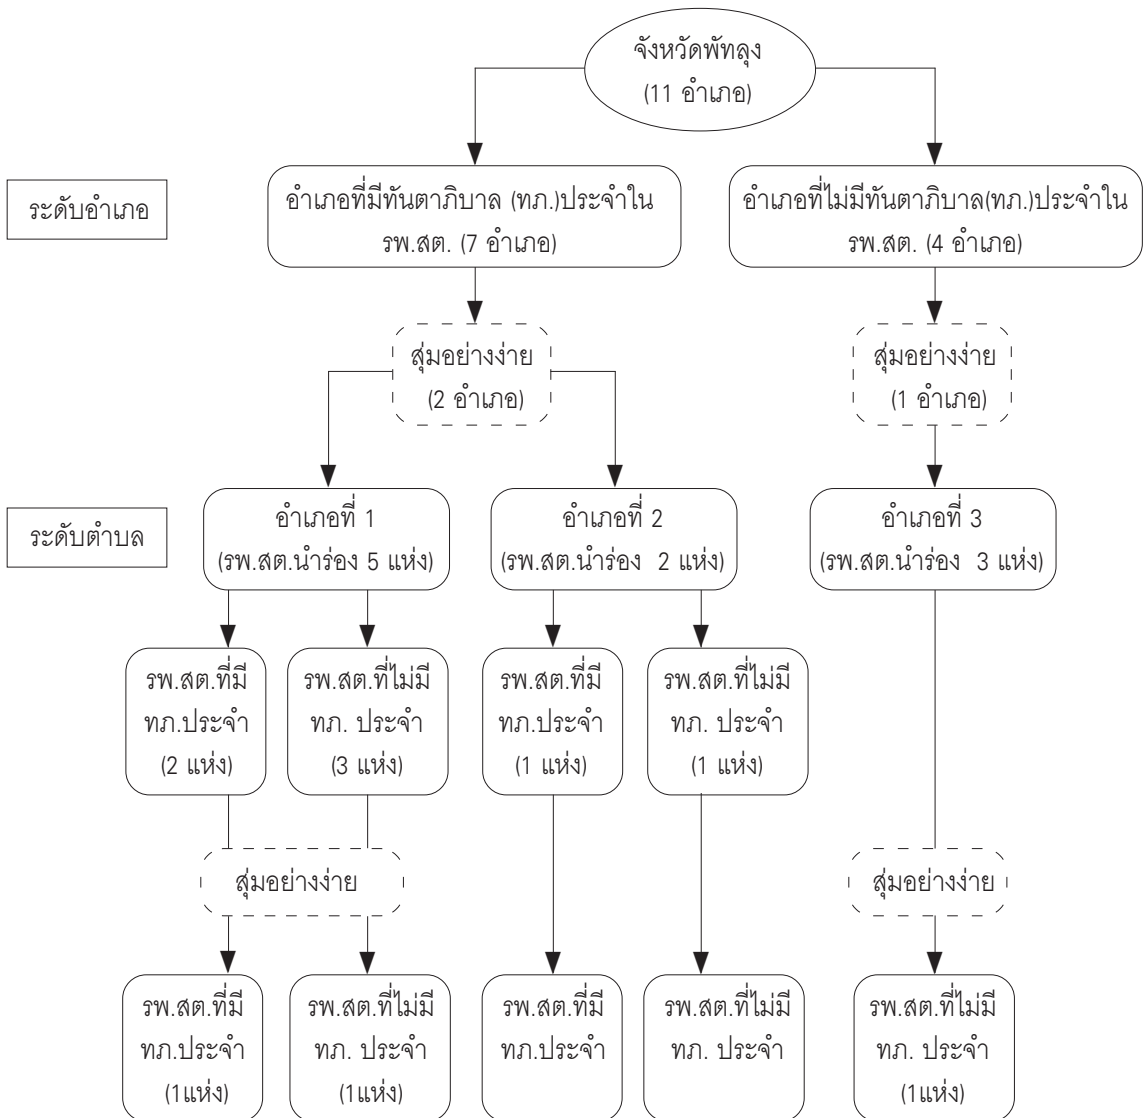 จังหวัดพัทลุง
(11 อำเภอ)
ระดับอำเภอ
อำเภอที่มีทันตาภิบาล (ทภ.)ประจำใน
รพ.สต. (7 อำเภอ)
อำเภอที่ไม่มีทันตาภิบาล(ทภ.)ประจำใน
รพ.สต. (4 อำเภอ)
สุ่มอย่างง่าย
(2 อำเภอ)
สุ่มอย่างง่าย
(1 อำเภอ)
ระดับตำบล
อำเภอที่ 1
(รพ.สต.นำร่อง 5 แห่ง)
อำเภอที่ 2
(รพ.สต.นำร่อง 2 แห่ง)
อำเภอที่ 3
(รพ.สต.นำร่อง 3 แห่ง)
รพ.สต.ที่มี
ทภ.ประจำ
(2 แห่ง)
รพ.สต.ที่ไม่มี
ทภ. ประจำ
(3 แห่ง)
รพ.สต.ที่มี
ทภ.ประจำ
(1 แห่ง)
รพ.สต.ที่ไม่มี
ทภ. ประจำ
(1 แห่ง)
สุ่มอย่างง่าย
สุ่มอย่างง่าย
รพ.สต.ที่มี
ทภ.ประจำ
(1แห่ง)
รพ.สต.ที่ไม่มี
ทภ. ประจำ
(1แห่ง)
รพ.สต.ที่มี
ทภ.ประจำ
รพ.สต.ที่ไม่มี
ทภ. ประจำ
รพ.สต.ที่ไม่มี
ทภ. ประจำ
(1แห่ง)